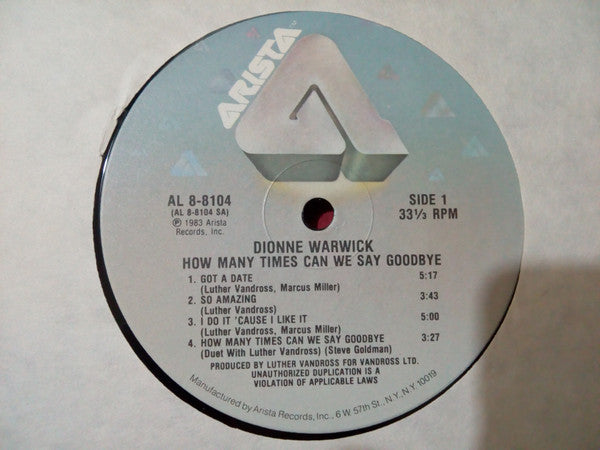 ARISTA
AL 8-8104
(AL 8-8104 SA)
℗ 1983 Arista
Records, Inc.
SIDE 1
33⅓ RPM
DIONNE WARWICK
HOW MANY TIMES CAN WE SAY GOODBYE
1. GOT A DATE 5:17
(Luther Vandross, Marcus Miller)
2. SO AMAZING 3:43
(Luther Vandross)
3. I DO IT 'CAUSE I LIKE IT 5:00
(Luther Vandross, Marcus Miller)
4. HOW MANY TIMES CAN WE SAY GOODBYE 3:27
(Duet With Luther Vandross) (Steve Goldman)
PRODUCED BY LUTHER VANDROSS FOR VANDROSS LTD.
UNAUTHORIZED DUPLICATION IS A
VIOLATION OF APPLICABLE LAWS
Manufactured by Arista Records, Inc., 6 W 57th St., N.Y., N.Y. 10019